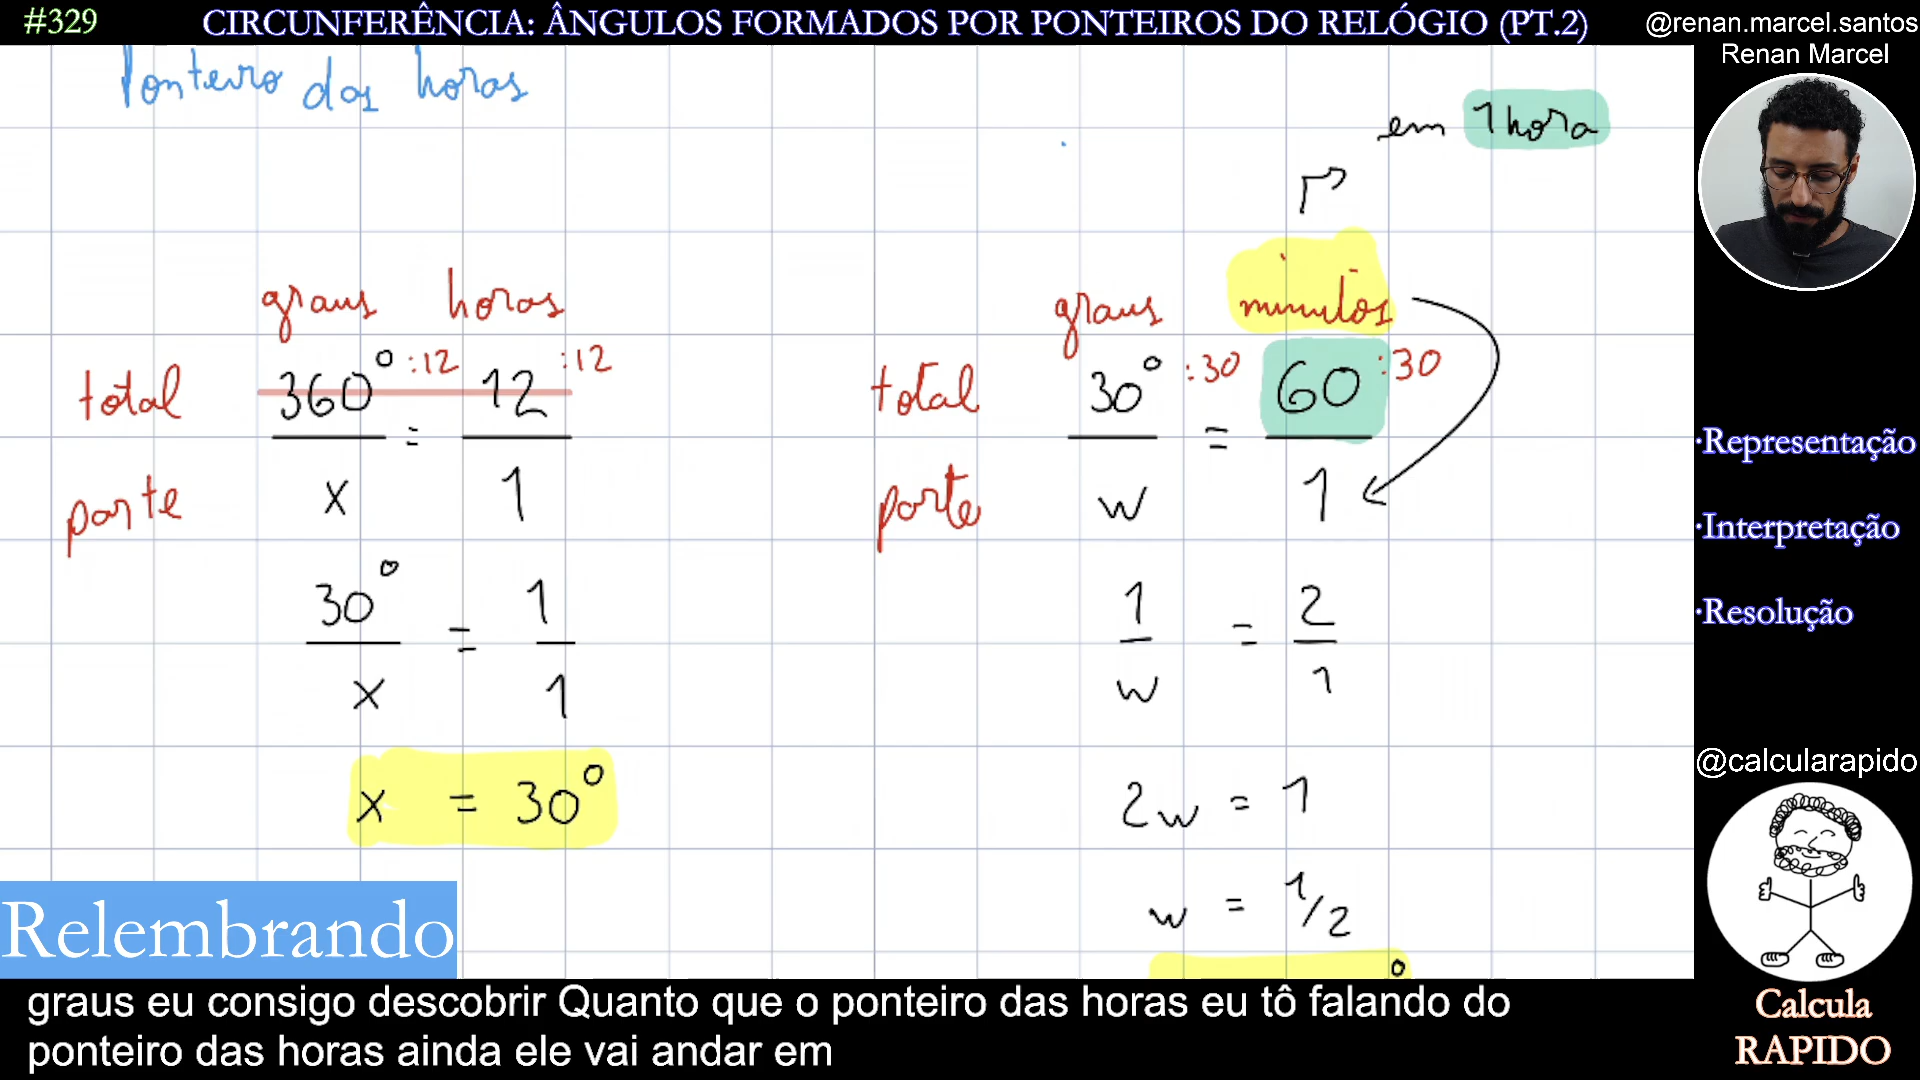 #329
CIRCUNFERÊNCIA: ÂNGULOS FORMADOS POR PONTEIROS DO RELÓGIO (PT.2)
@renan.marcel.santos
Renan Marcel
Ponteiro das horas
em 1 hora
graus horas
total 360° :12 = 12 :12
parte x 1
30° = 1
x 1
x = 30°
graus minutos
total 30° :30 = 60 :30
parte w 1
1 = 2
w 1
2w = 1
w = 1/2
°
·Representação
·Interpretação
·Resolução
@calcularapido
Calcula
RAPIDO
Relembrando
graus eu consigo descobrir Quanto que o ponteiro das horas eu tô falando do
ponteiro das horas ainda ele vai andar em